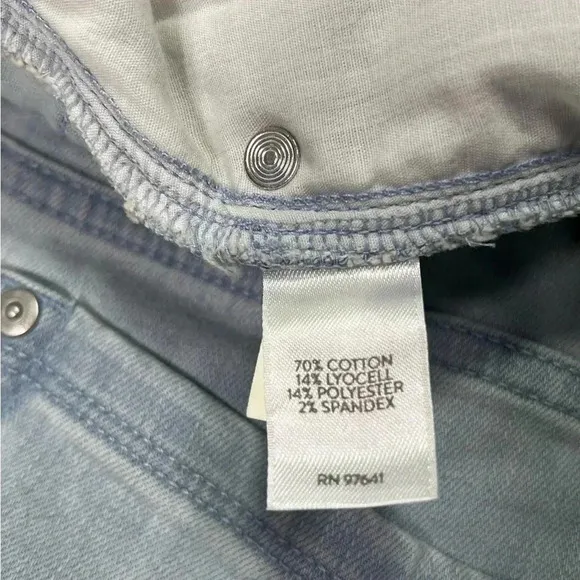 70% COTTON
14% LYOCELL
14% POLYESTER
2% SPANDEX
RN 97641